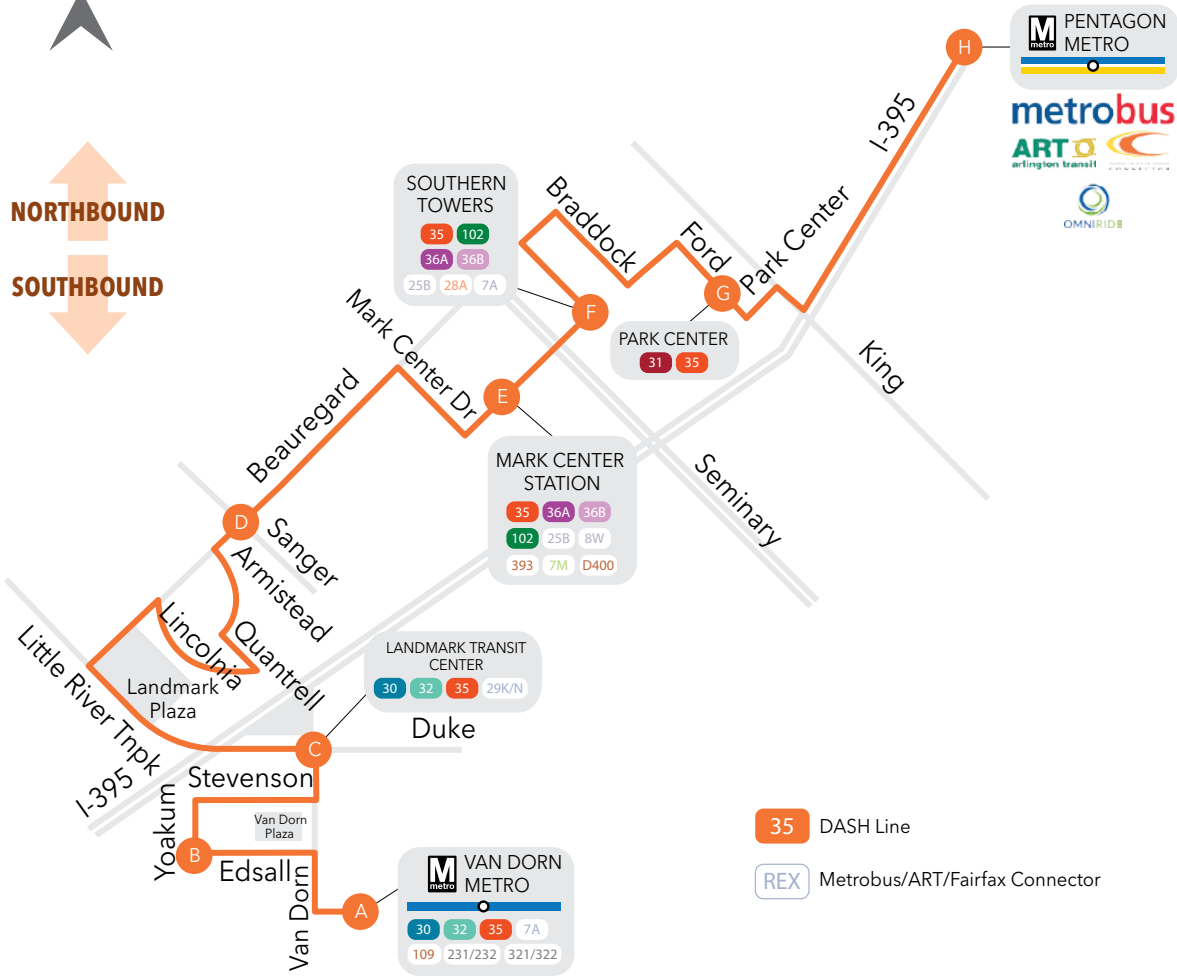 M
metro
PENTAGON
METRO
H
metrobus
ART
arlington transit
OMNIRIDE
I-395
NORTHBOUND
SOUTHBOUND
SOUTHERN
TOWERS
35 102
36A 36B
25B 28A 7A
Braddock
Ford
Park Center
G
F
PARK CENTER
31 35
King
Mark Center Dr
E
Beauregard
MARK CENTER
STATION
35 36A 36B
102 25B 8W
393 7M D400
Seminary
D
Sanger
Armistead
Lincolnia
Quantrell
Little River Tnpk
Landmark
Plaza
LANDMARK TRANSIT
CENTER
30 32 35 29K/N
Duke
C
I-395
Stevenson
Yoakum
Van Dorn
Plaza
B
Edsall
Van Dorn
A
M
metro
VAN DORN
METRO
30 32 35 7A
109 231/232 321/322
35 DASH Line
REX Metrobus/ART/Fairfax Connector